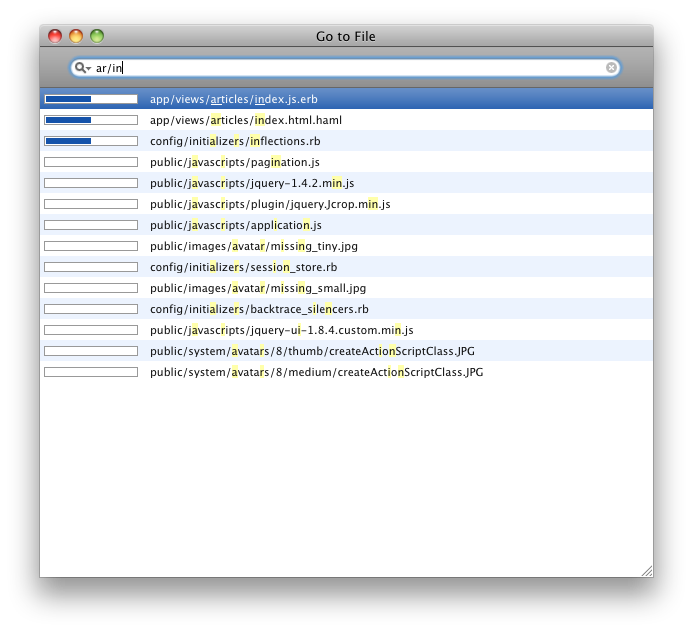 Go to File
ar/in
app/views/articles/index.js.erb
app/views/articles/index.html.haml
config/initializers/inflections.rb
public/javascripts/pagination.js
public/javascripts/jquery-1.4.2.min.js
public/javascripts/plugin/jquery.Jcrop.min.js
public/javascripts/application.js
public/images/avatar/missing_tiny.jpg
config/initializers/session_store.rb
public/images/avatar/missing_small.jpg
config/initializers/backtrace_silencers.rb
public/javascripts/jquery-ui-1.8.4.custom.min.js
public/system/avatars/8/thumb/createActionScriptClass.JPG
public/system/avatars/8/medium/createActionScriptClass.JPG